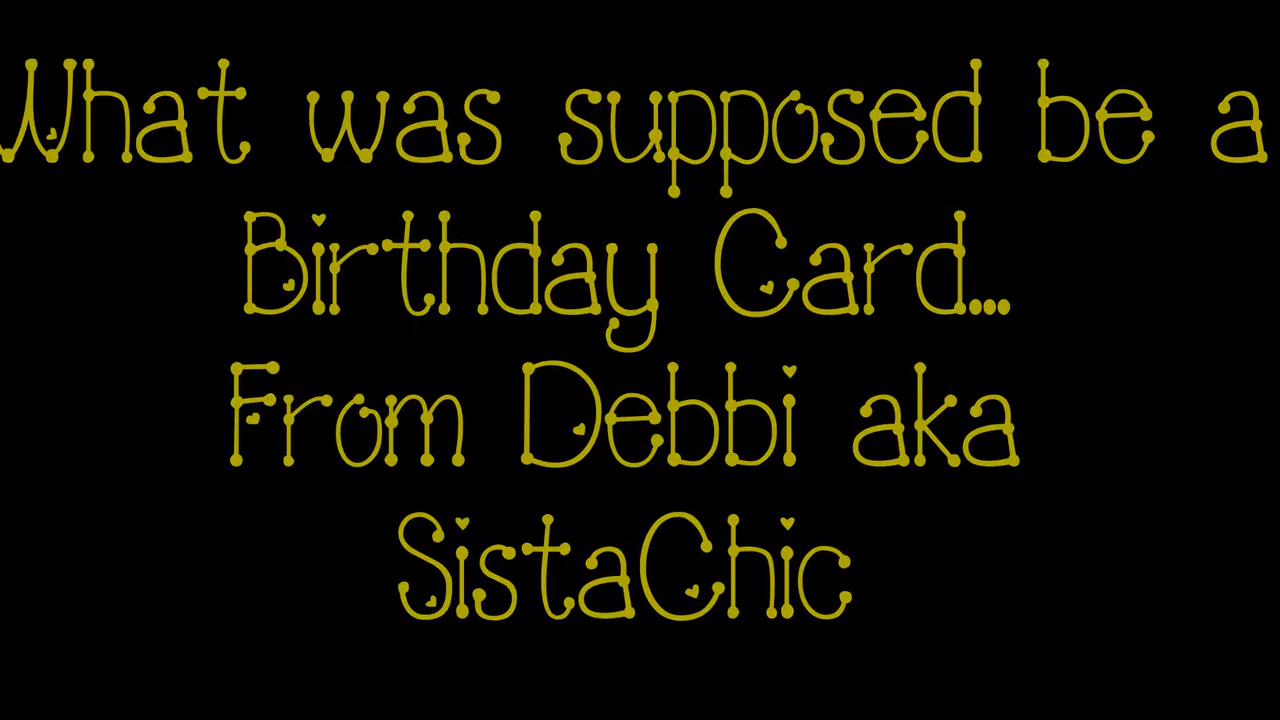 What was supposed be a
Birthday Card...
From Debbi aka
SistaChic